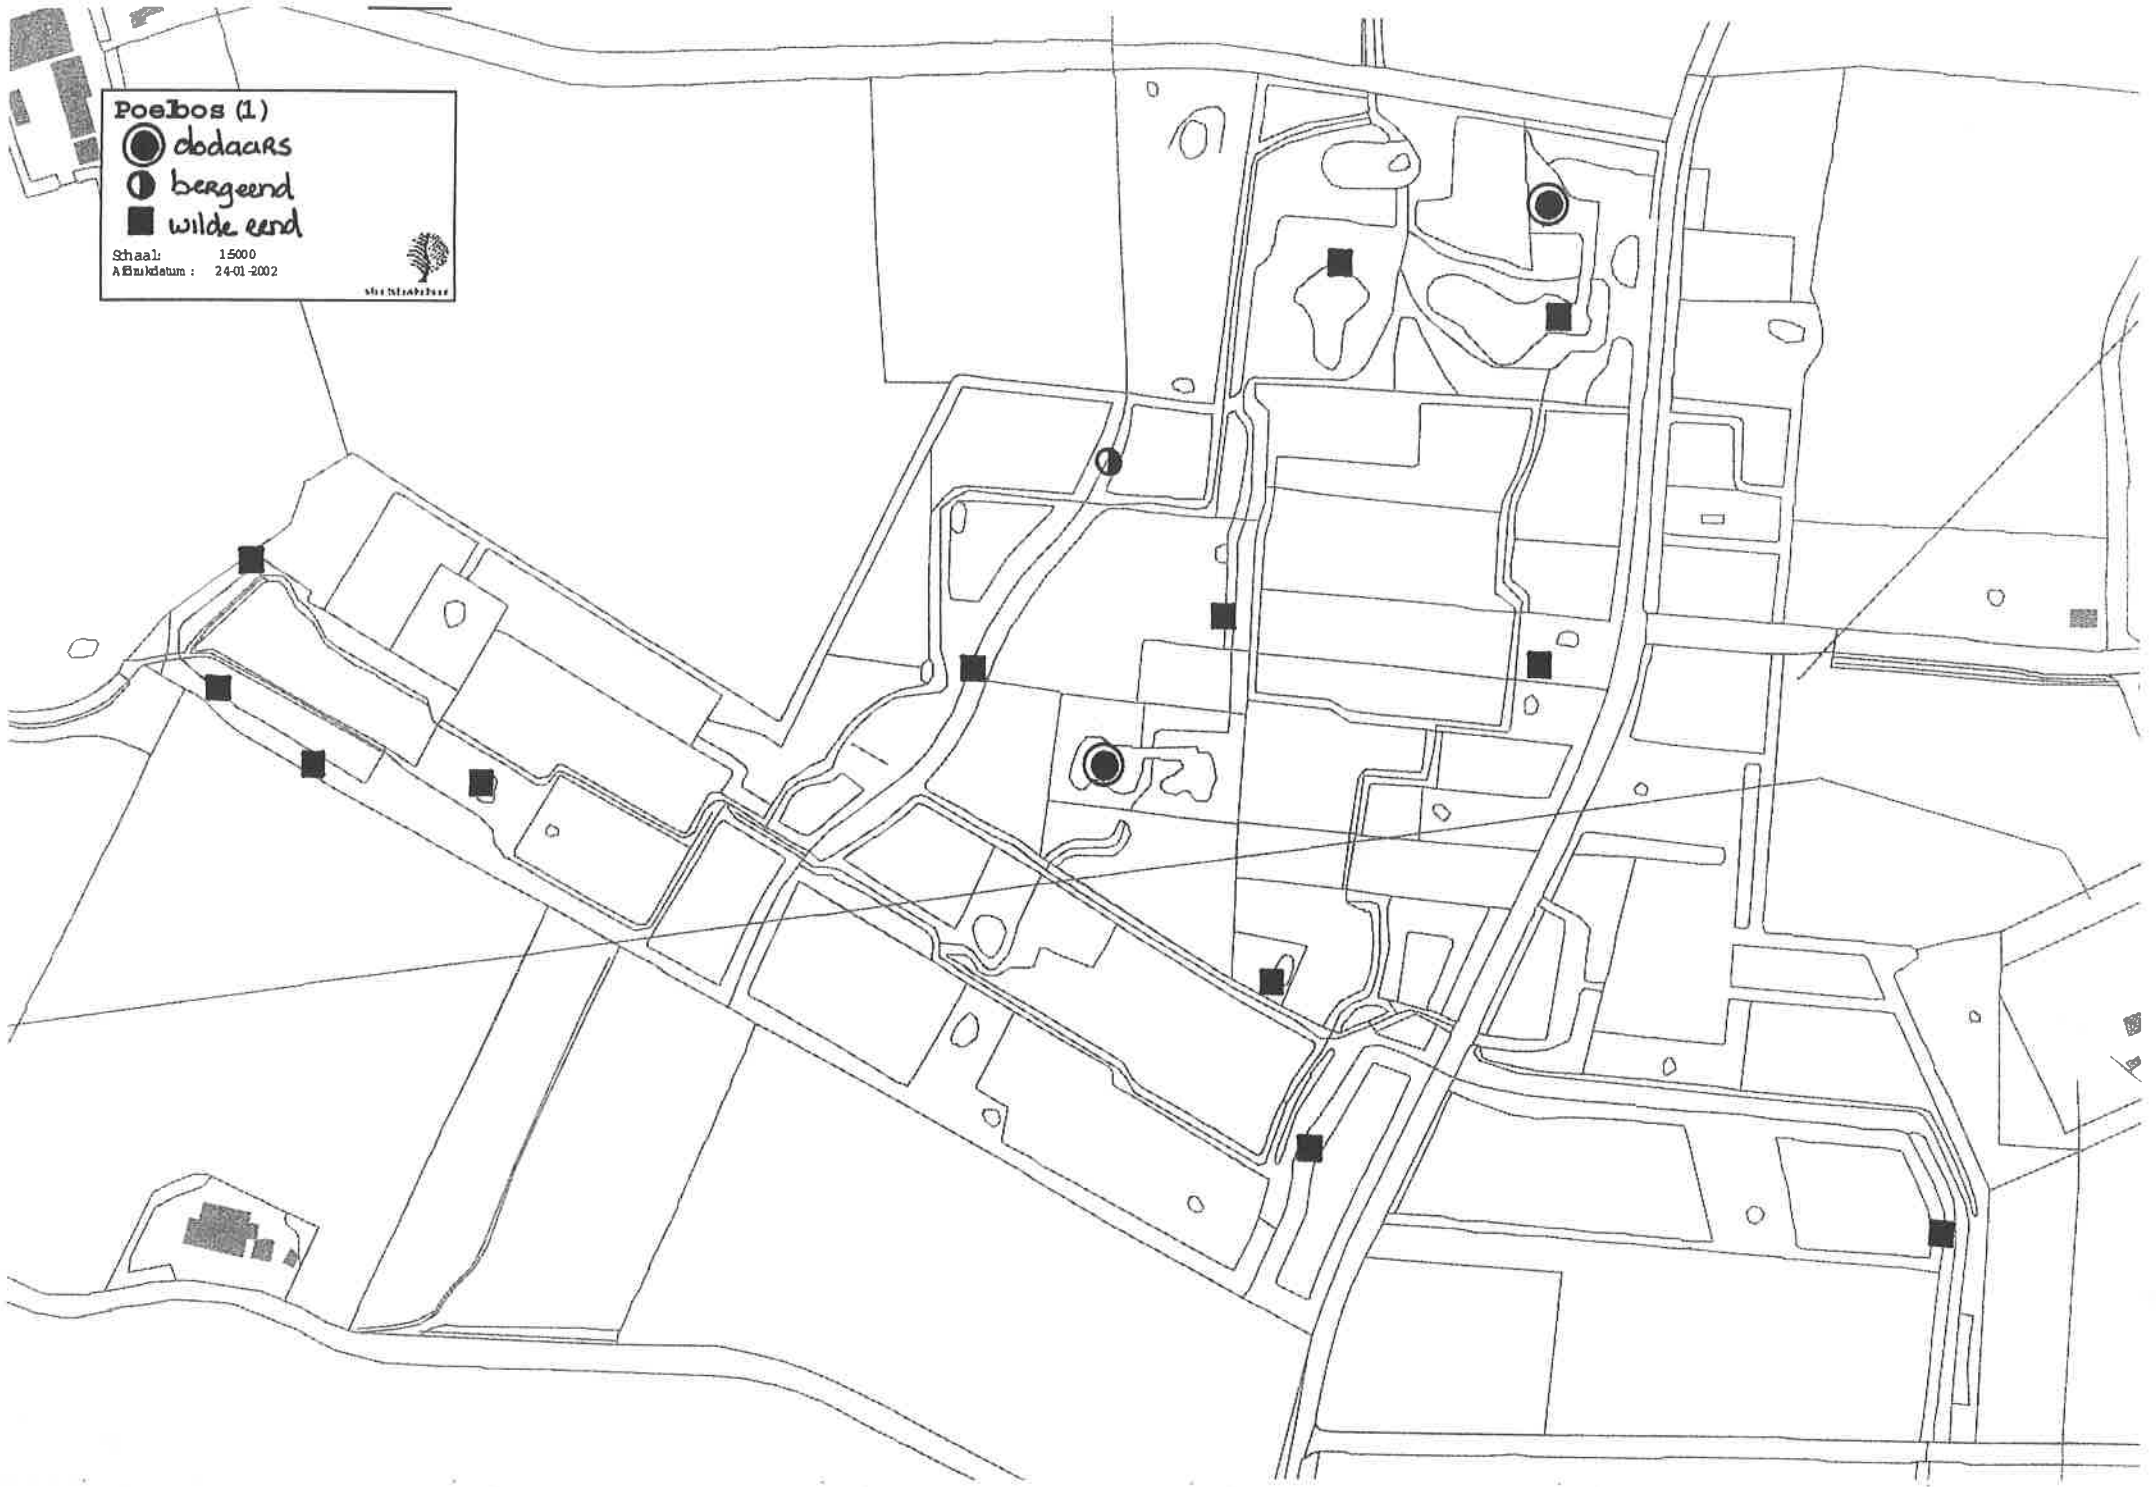 Poelbos (1)
dodaars
bergeend
wilde eend
Schaal: 1:5000
Afdrukdatum : 24-01-2002